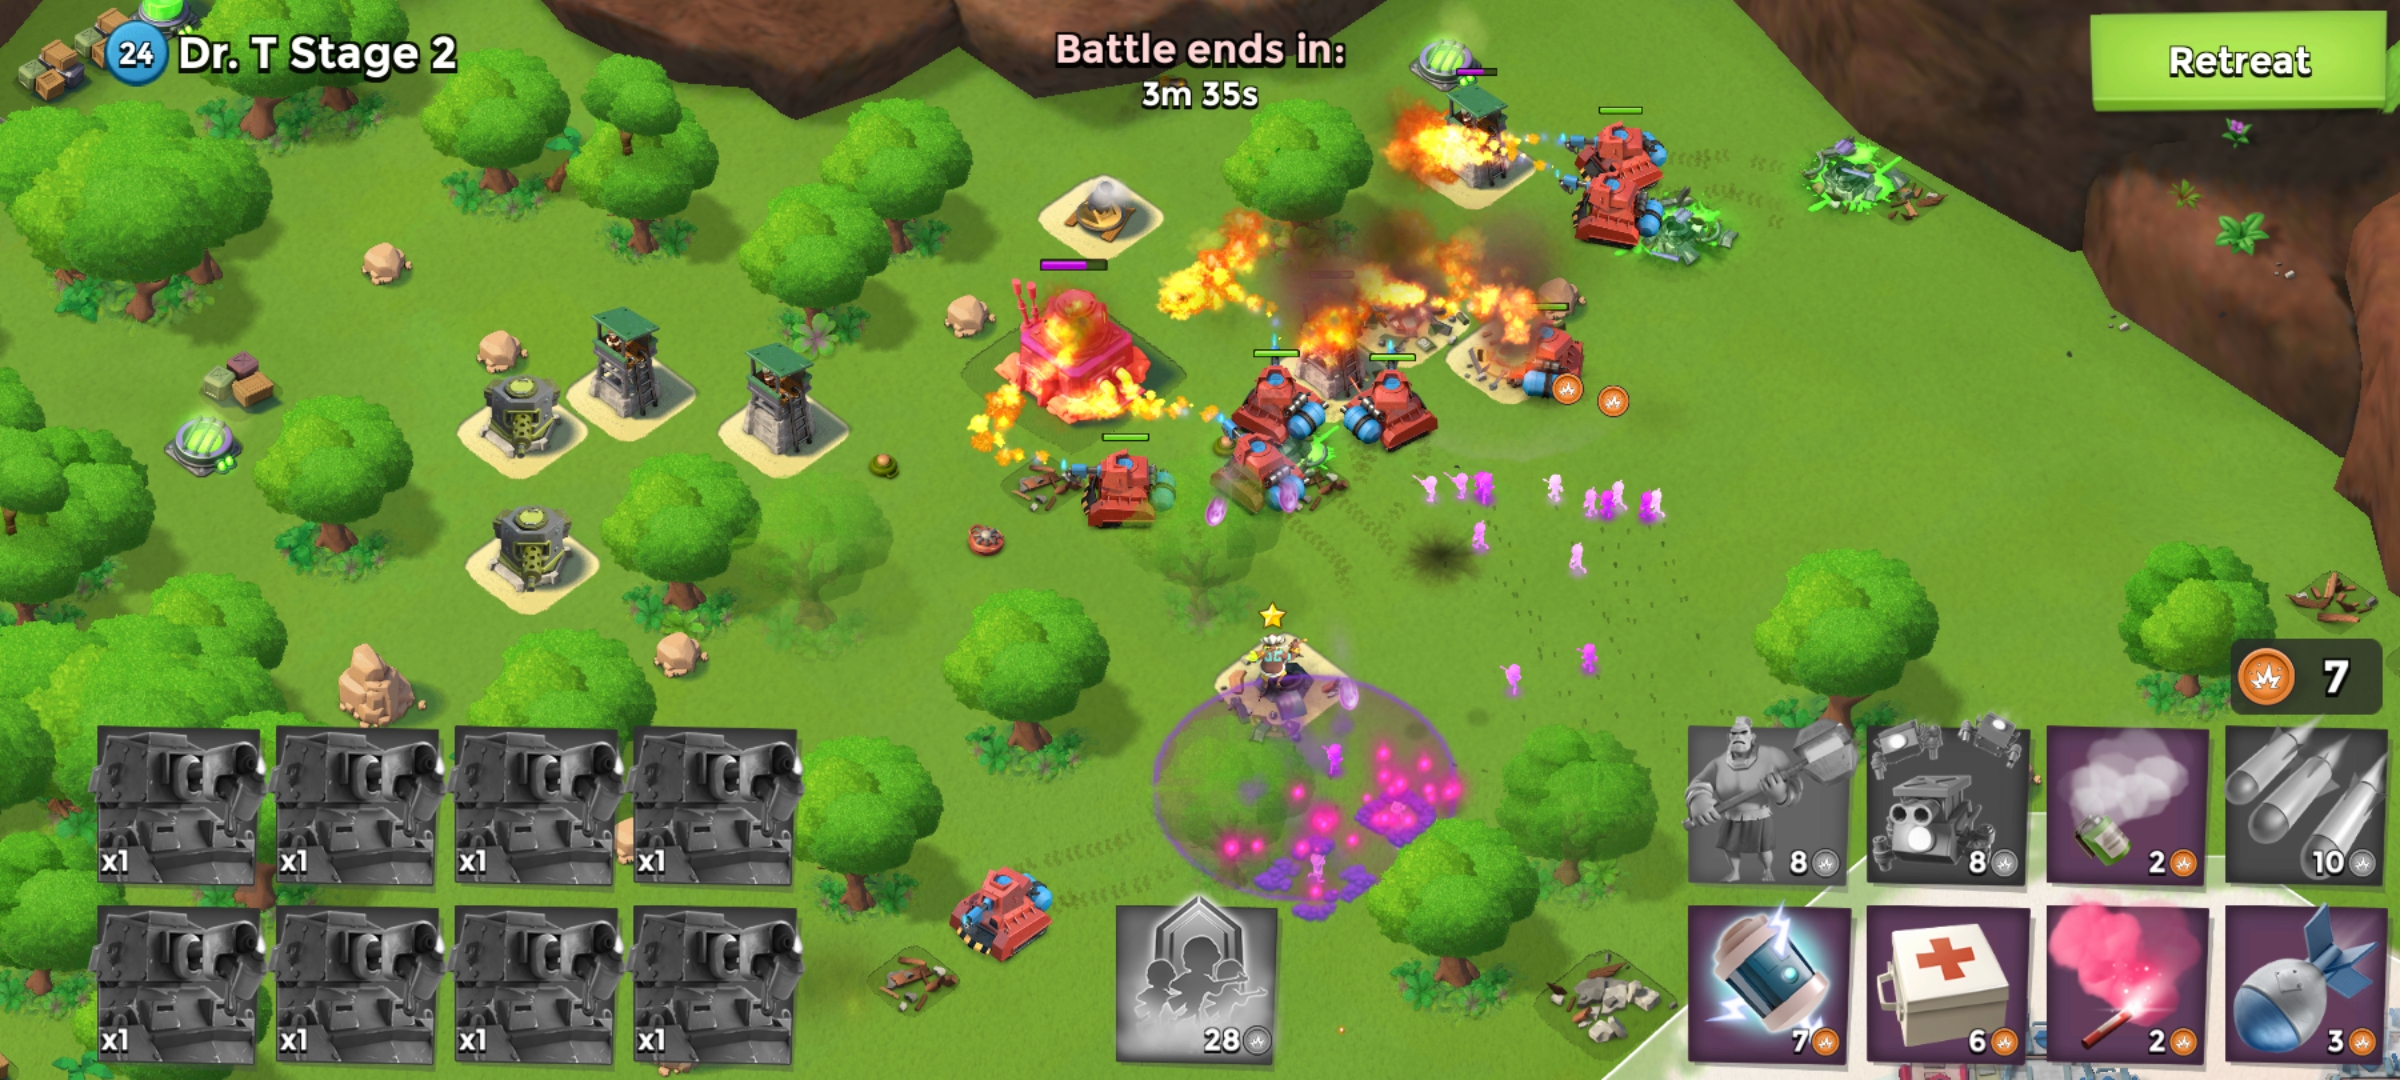 24 Dr. T Stage 2
Battle ends in:
3m 35s
Retreat
7
x1 x1 x1 x1
8 8 2 10
x1 x1 x1 x1
28
7 6 2 3